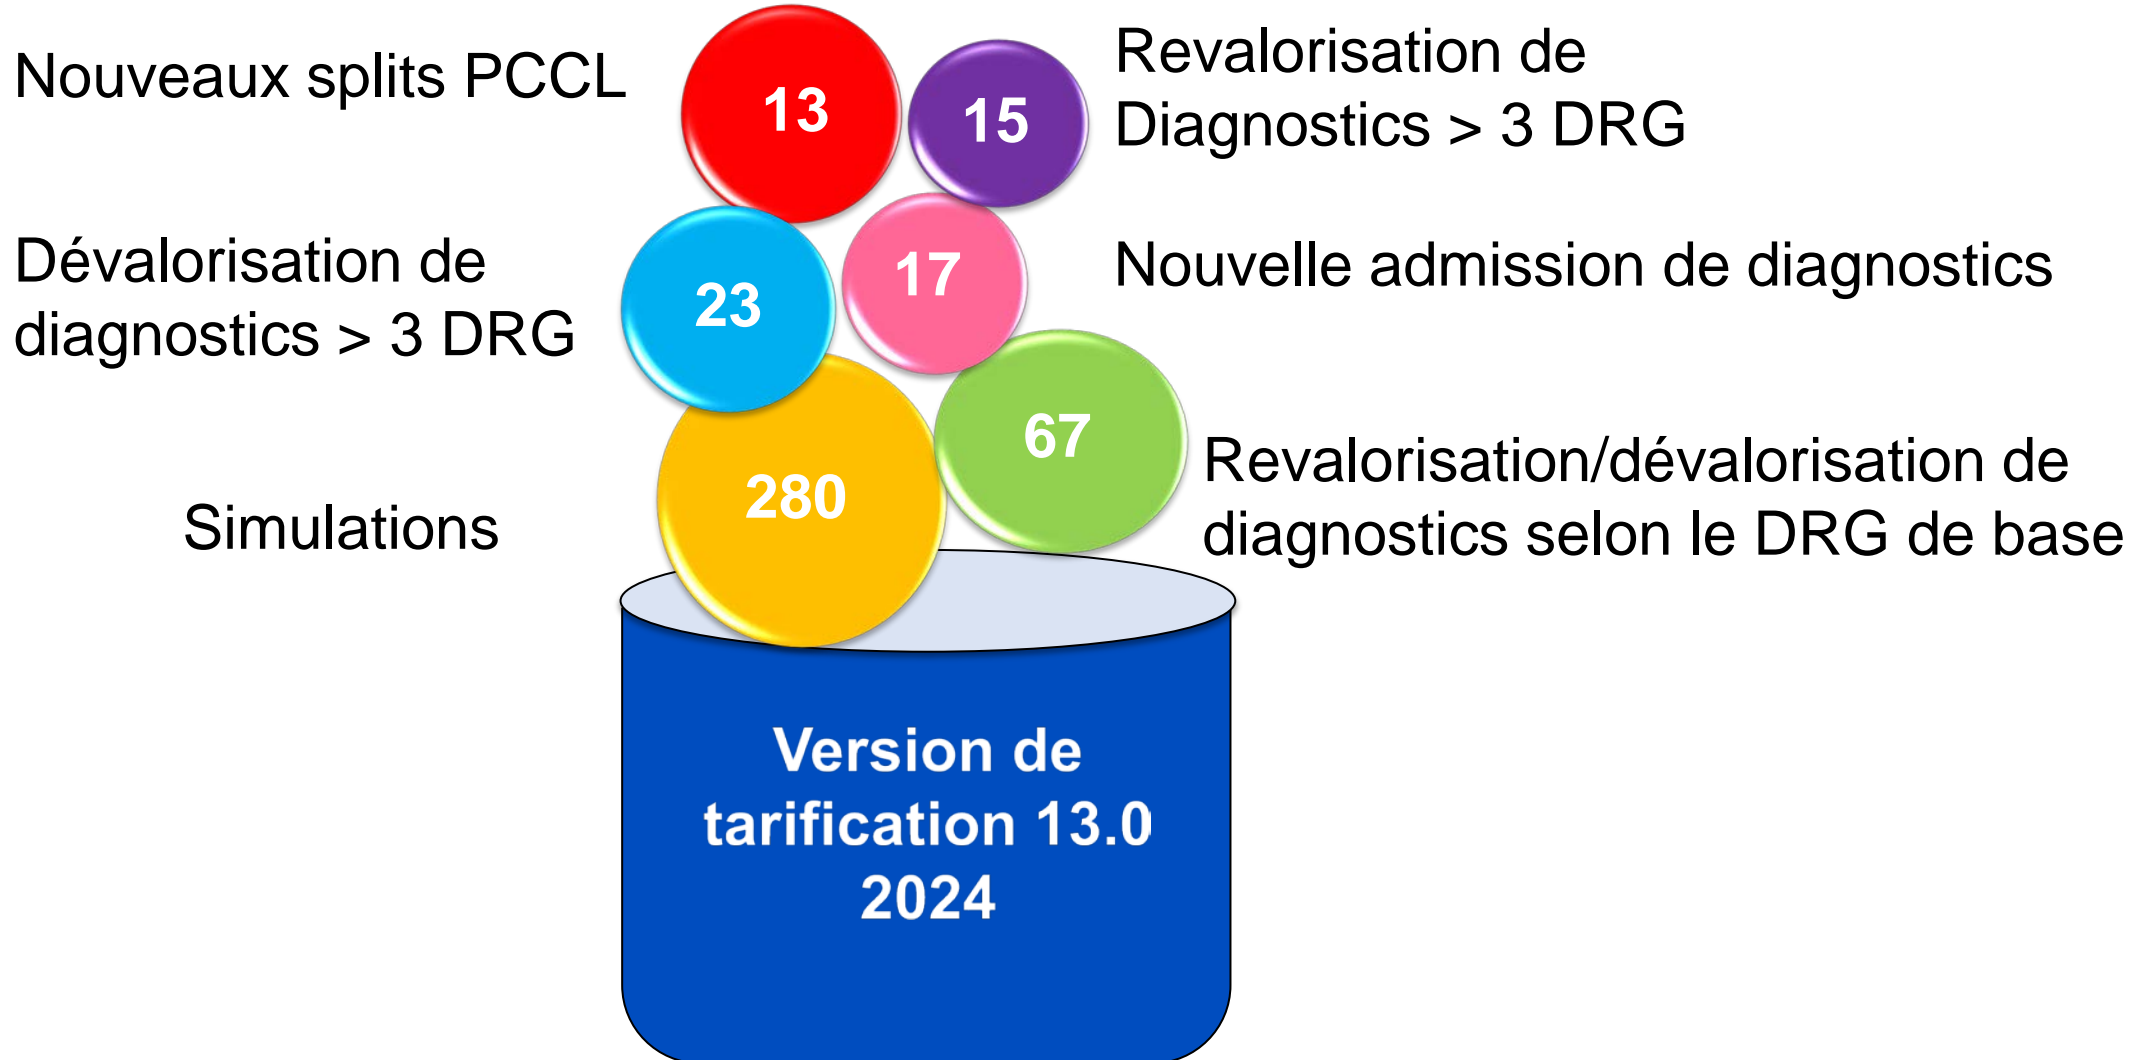 Nouveaux splits PCCL
13
15
Revalorisation de
Diagnostics > 3 DRG
Dévalorisation de
diagnostics > 3 DRG
23
17
Nouvelle admission de diagnostics
Simulations
280
67
Revalorisation/dévalorisation de
diagnostics selon le DRG de base
Version de
tarification 13.0
2024